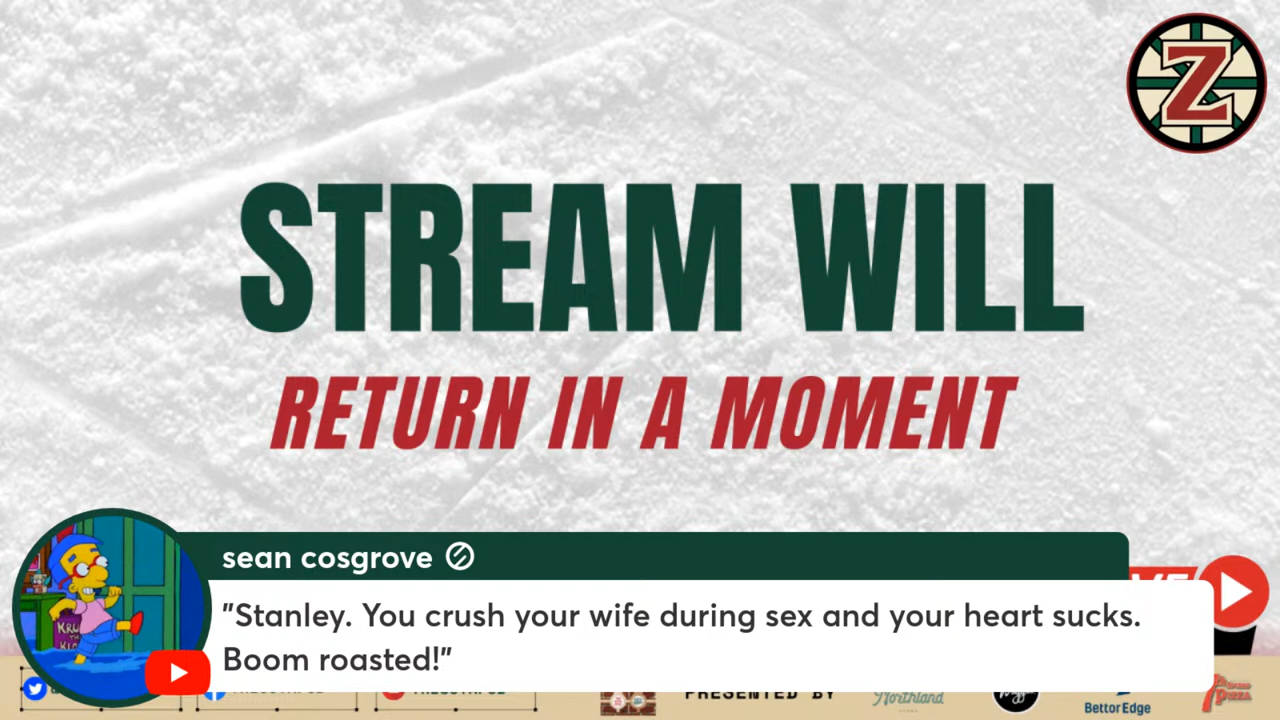 Z
STREAM WILL
RETURN IN A MOMENT
sean cosgrove
"Stanley. You crush your wife during sex and your heart sucks.
Boom roasted!"
PRESENTED BY
Northland
BettorEdge
PIZZA